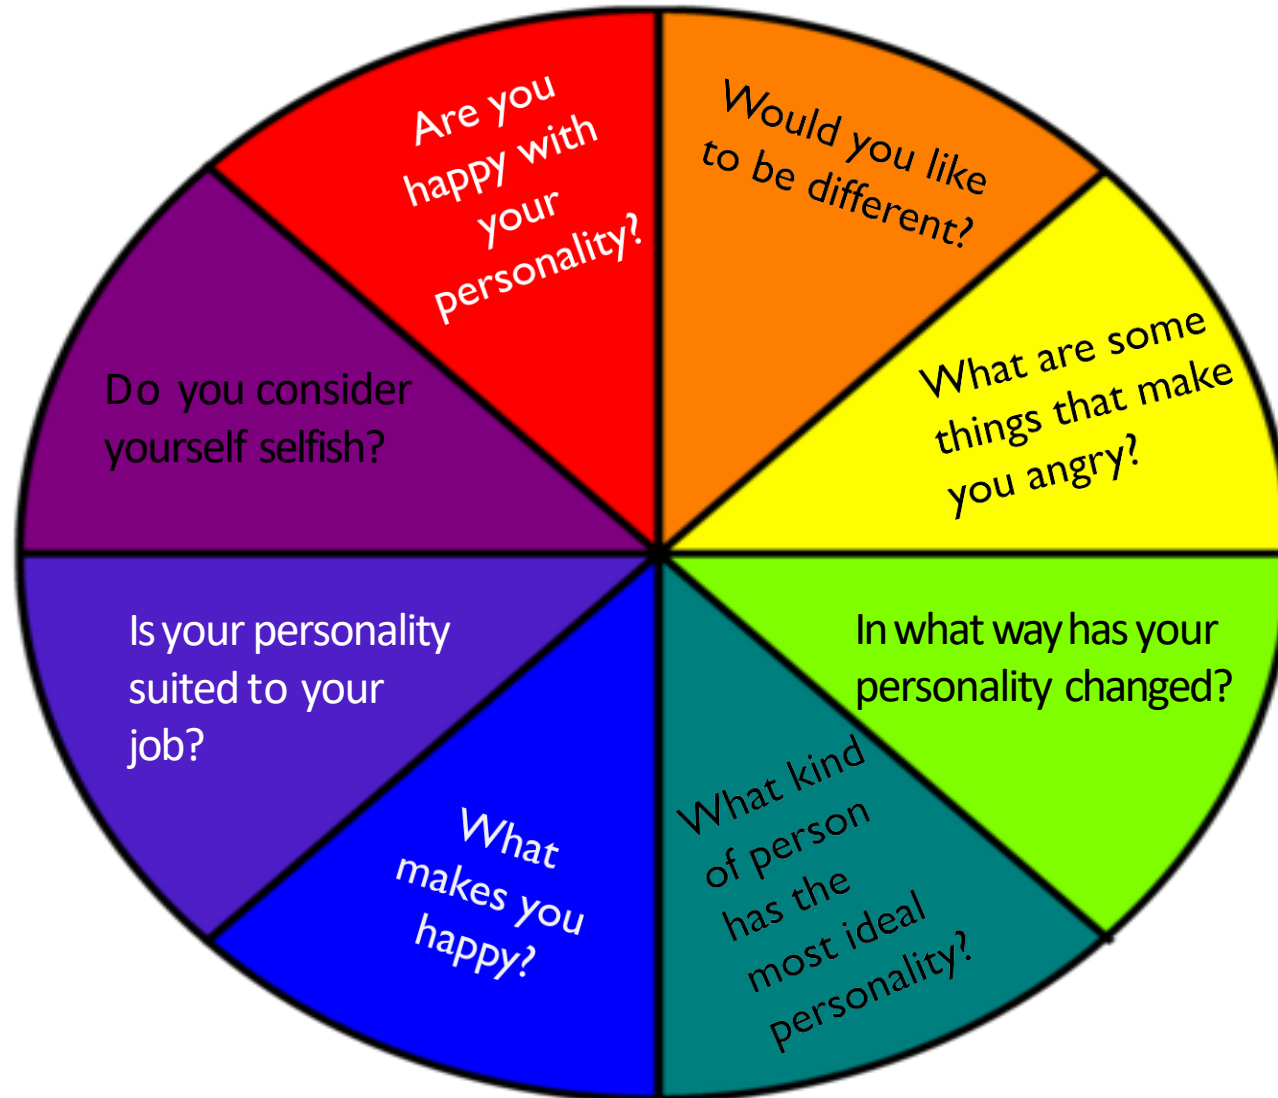 Are you
happy with
your
personality?
Would you like
to be different?
What are some
things that make
you angry?
In what way has your
personality changed?
What kind
of person
has the
most ideal
personality?
What
makes you
happy?
Is your personality
suited to your
job?
Do you consider
yourself selfish?